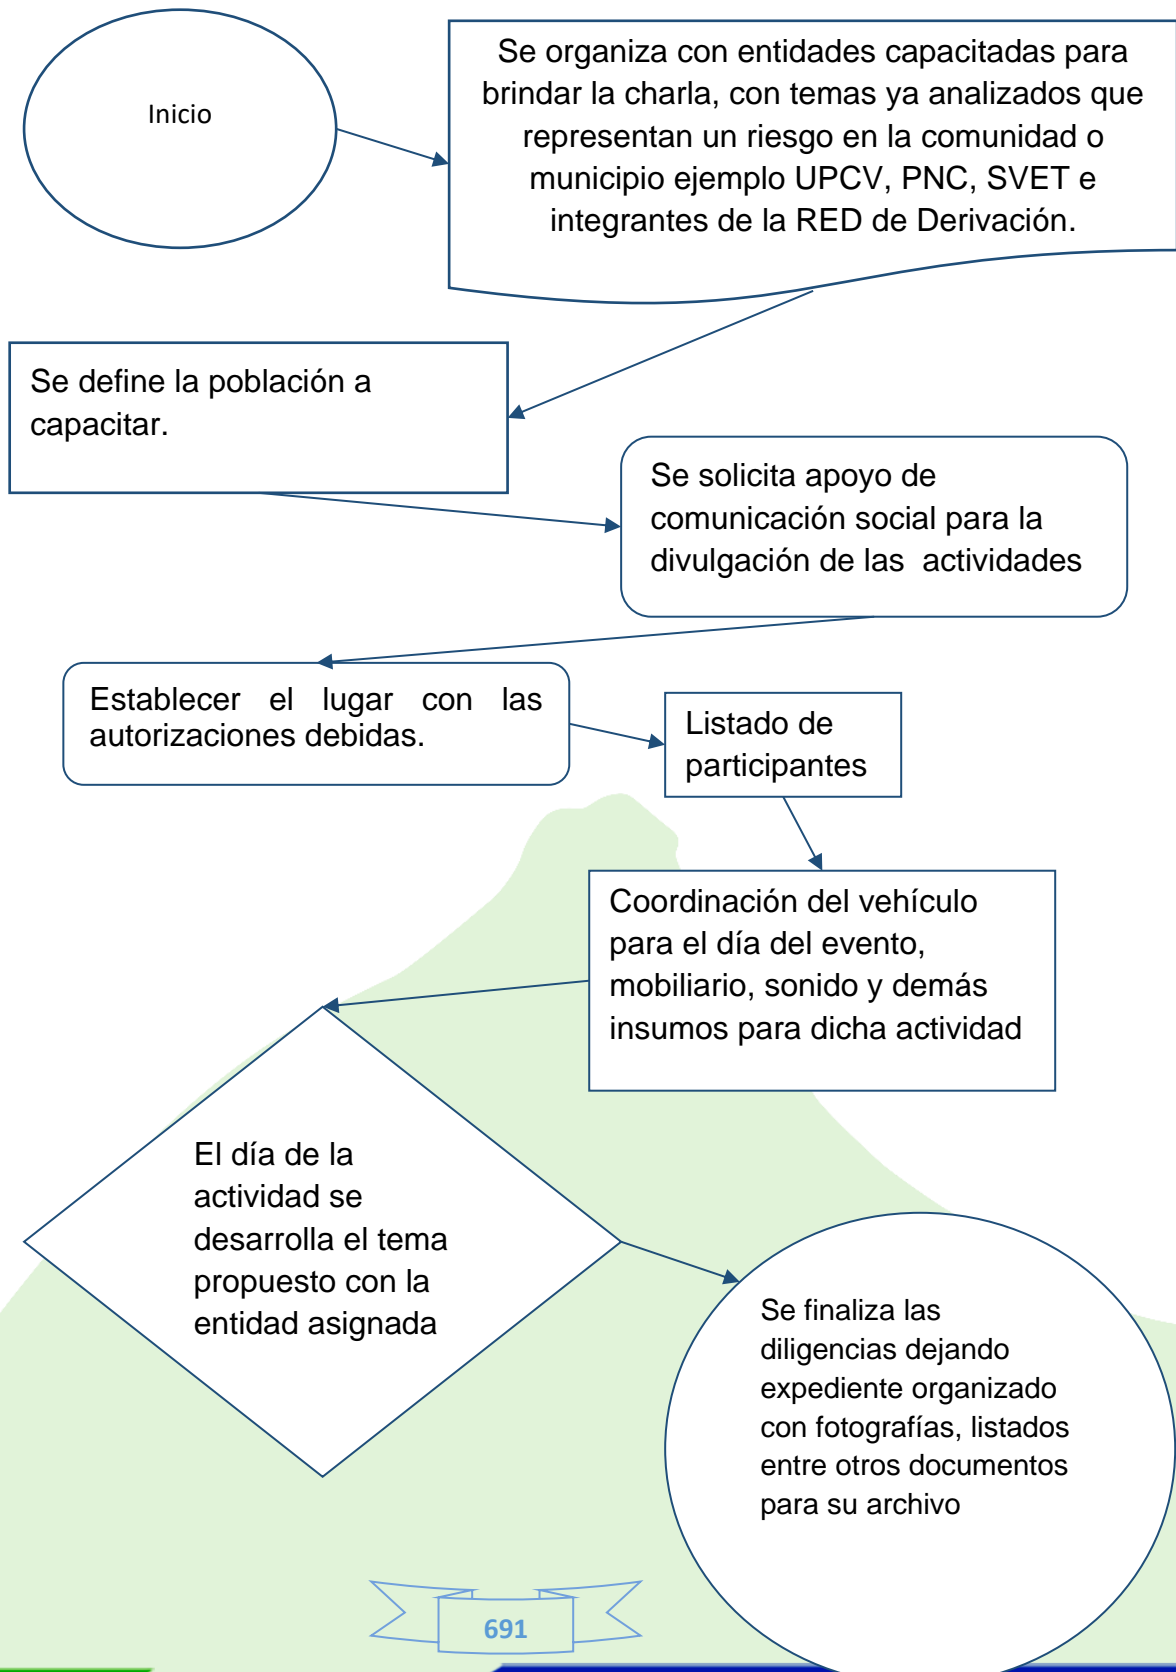 Inicio
Se organiza con entidades capacitadas para
brindar la charla, con temas ya analizados que
representan un riesgo en la comunidad o
municipio ejemplo UPCV, PNC, SVET e
integrantes de la RED de Derivación.
Se define la población a
capacitar.
Se solicita apoyo de
comunicación social para la
divulgación de las  actividades
Establecer el lugar con las
autorizaciones debidas.
Listado de
participantes
Coordinación del vehículo
para el día del evento,
mobiliario, sonido y demás
insumos para dicha actividad
El día de la
actividad se
desarrolla el tema
propuesto con la
entidad asignada
Se finaliza las
diligencias dejando
expediente organizado
con fotografías, listados
entre otros documentos
para su archivo
691